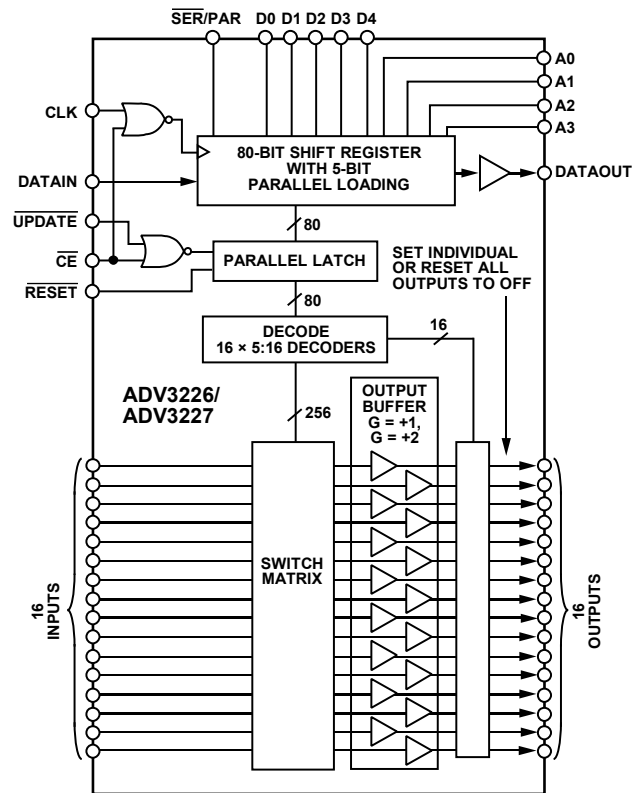 SER/PAR D0 D1 D2 D3 D4
A0
A1
A2
A3
CLK
80-BIT SHIFT REGISTER
WITH 5-BIT
PARALLEL LOADING
DATAIN
DATAOUT
UPDATE
80
CE
PARALLEL LATCH
SET INDIVIDUAL
OR RESET ALL
OUTPUTS TO OFF
RESET
80
DECODE
16 × 5:16 DECODERS
16
ADV3226/
ADV3227
256
OUTPUT
BUFFER
G = +1,
G = +2
SWITCH
MATRIX
16
INPUTS
16
OUTPUTS